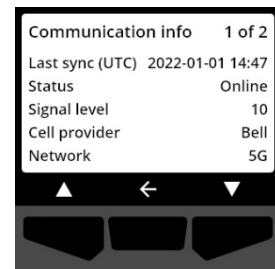 Communication info 1 of 2
Last sync (UTC) 2022-01-01 14:47
Status Online
Signal level 10
Cell provider Bell
Network 5G